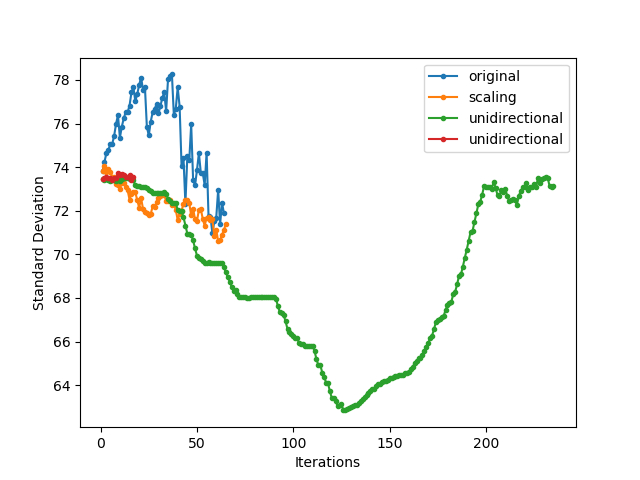 original
scaling
unidirectional
unidirectional
78
76
74
72
70
68
66
64
Standard Deviation
0 50 100 150 200
Iterations